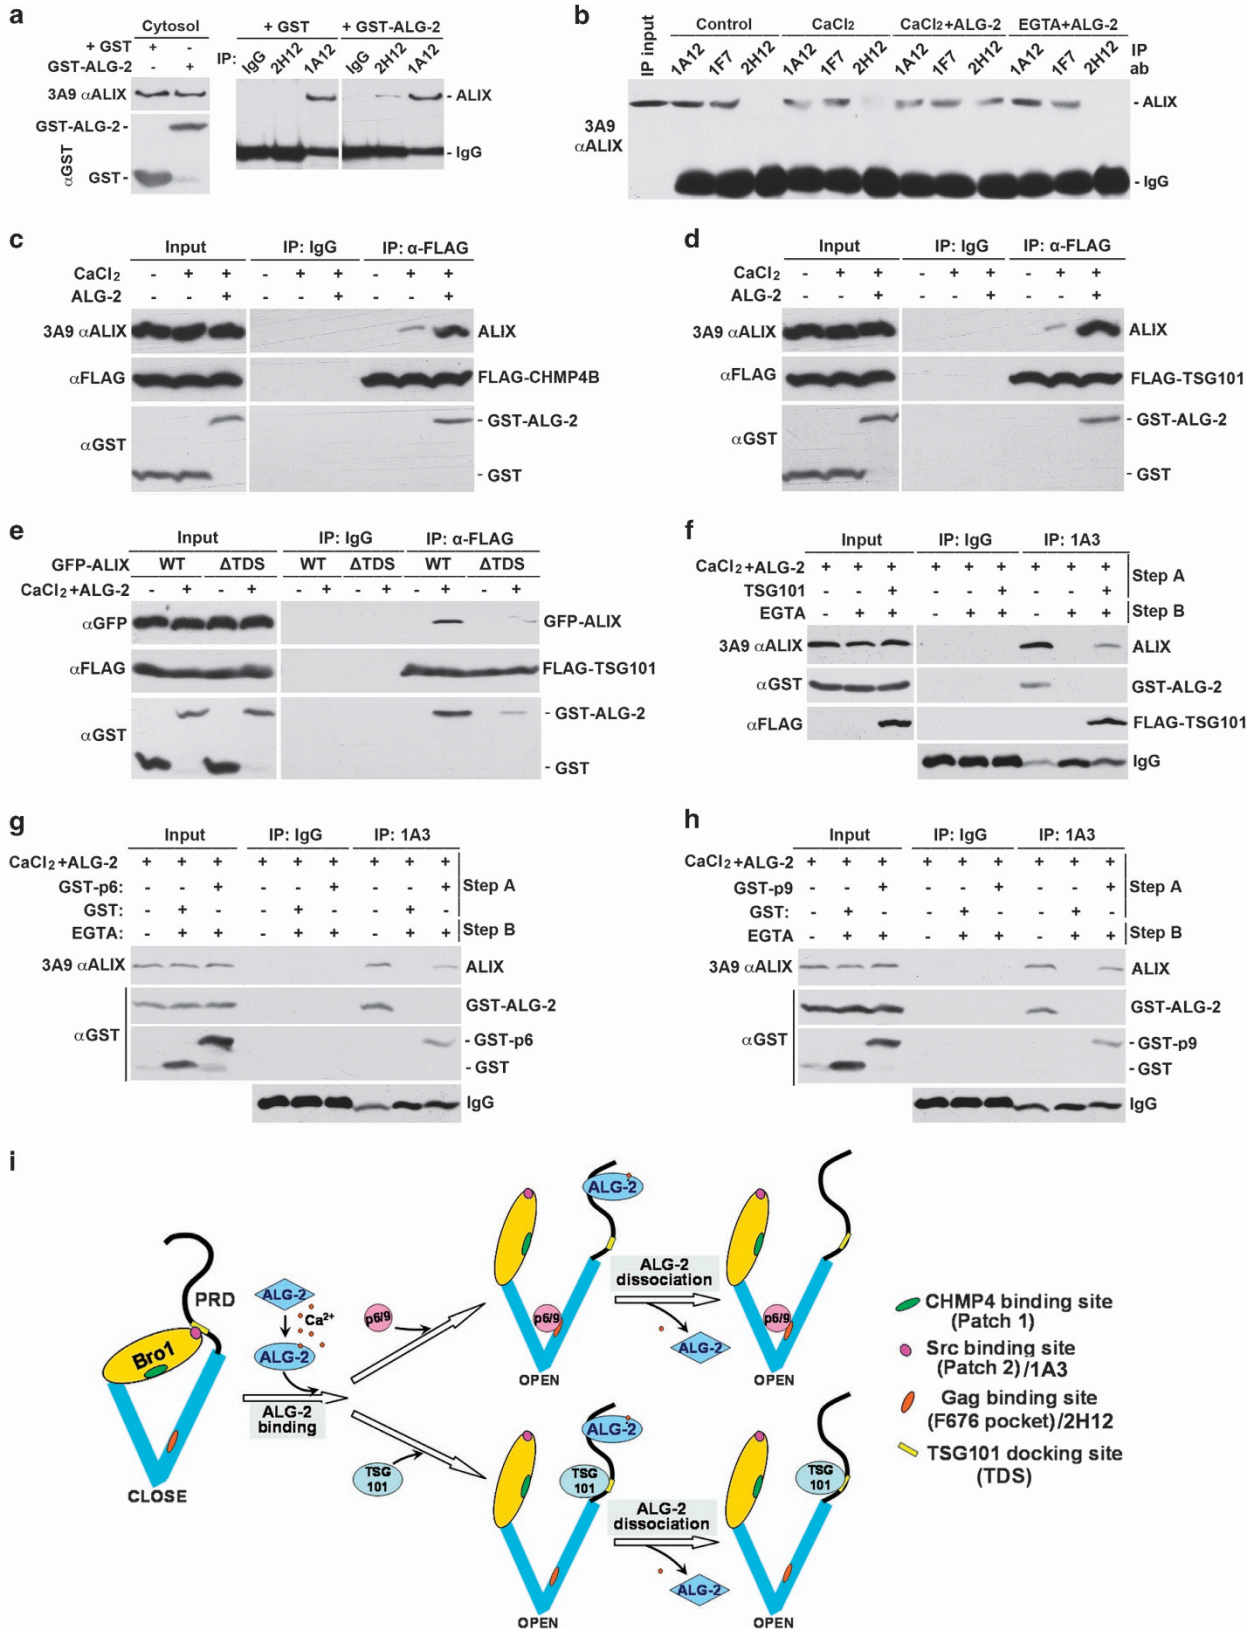 a
Cytosol
+ GST + -
GST-ALG-2 - +
3A9 αALIX
GST-ALG-2 -
αGST
GST -
+ GST
+ GST-ALG-2
IP: IgG 2H12 1A12 IgG 2H12 1A12
- ALIX
- IgG
b
Control CaCl2 CaCl2+ALG-2 EGTA+ALG-2
IP input 1A12 1F7 2H12 1A12 1F7 2H12 1A12 1F7 2H12 1A12 1F7 2H12 IP ab
- ALIX
3A9 αALIX
- IgG
c
Input IP: IgG IP: α-FLAG
CaCl2 - + + - + + - + +
ALG-2 - - + - - + - - +
3A9 αALIX ALIX
αFLAG FLAG-CHMP4B
αGST - GST-ALG-2
- GST
d
Input IP: IgG IP: α-FLAG
CaCl2 - + + - + + - + +
ALG-2 - - + - - + - - +
3A9 αALIX ALIX
αFLAG FLAG-TSG101
αGST - GST-ALG-2
- GST
e
Input IP: IgG IP: α-FLAG
GFP-ALIX WT ΔTDS WT ΔTDS WT ΔTDS
CaCl2+ALG-2 - + - + - + - + - + - +
αGFP GFP-ALIX
αFLAG FLAG-TSG101
αGST - GST-ALG-2
- GST
f
Input IP: IgG IP: 1A3
CaCl2+ALG-2 + + + + + + + + +
TSG101 - - + - - + - - + Step A
EGTA - + + - + + - + + Step B
3A9 αALIX ALIX
αGST GST-ALG-2
αFLAG FLAG-TSG101
IgG
g
Input IP: IgG IP: 1A3
CaCl2+ALG-2 + + + + + + + + +
GST-p6: - - + - - + - - + Step A
GST: - + - - + - - + -
EGTA: - + + - + + - + + Step B
3A9 αALIX ALIX
GST-ALG-2
αGST - GST-p6
- GST
IgG
h
Input IP: IgG IP: 1A3
CaCl2+ALG-2 + + + + + + + + +
GST-p9 - - + - - + - - + Step A
GST: - + - - + - - + -
EGTA - + + - + + - + + Step B
3A9 αALIX ALIX
GST-ALG-2
αGST - GST-p9
- GST
IgG
i
PRD
Bro1
CLOSE
ALG-2
Ca2+
ALG-2
ALG-2
binding
p6/9
TSG
101
ALG-2
p6/9
OPEN
ALG-2
dissociation
ALG-2
p6/9
OPEN
ALG-2
TSG
101
OPEN
ALG-2
dissociation
ALG-2
TSG
101
OPEN
CHMP4 binding site
(Patch 1)
Src binding site
(Patch 2)/1A3
Gag binding site
(F676 pocket)/2H12
TSG101 docking site
(TDS)